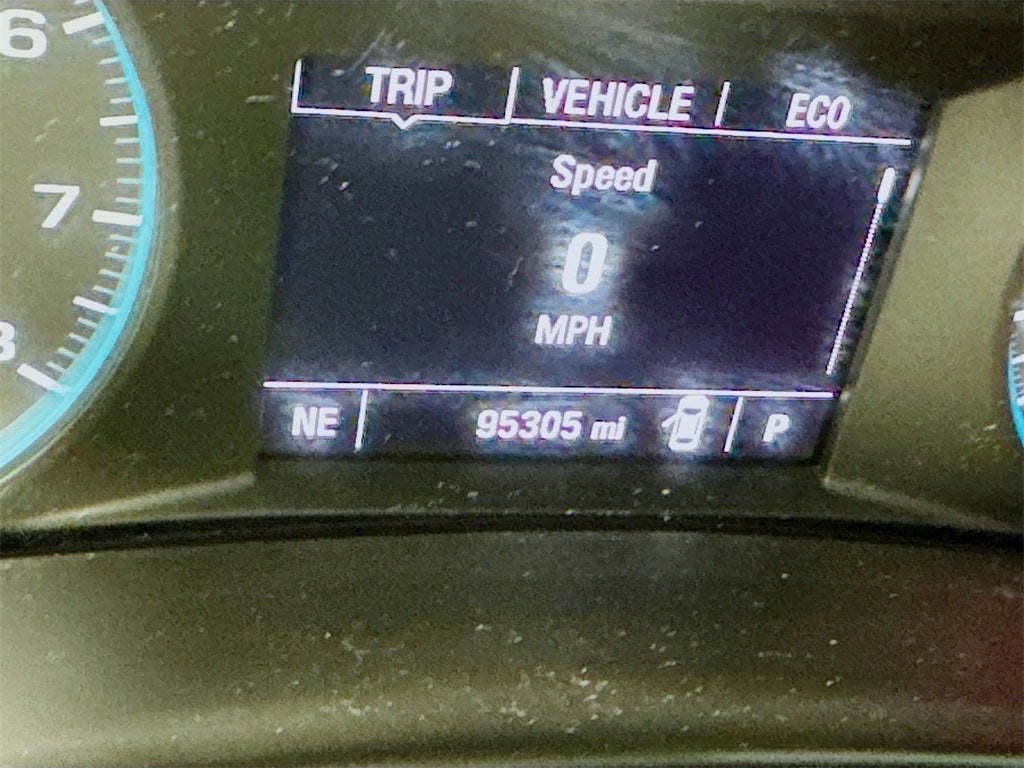 6
7
8
TRIP VEHICLE ECO
Speed
0
MPH
NE 95305 mi P